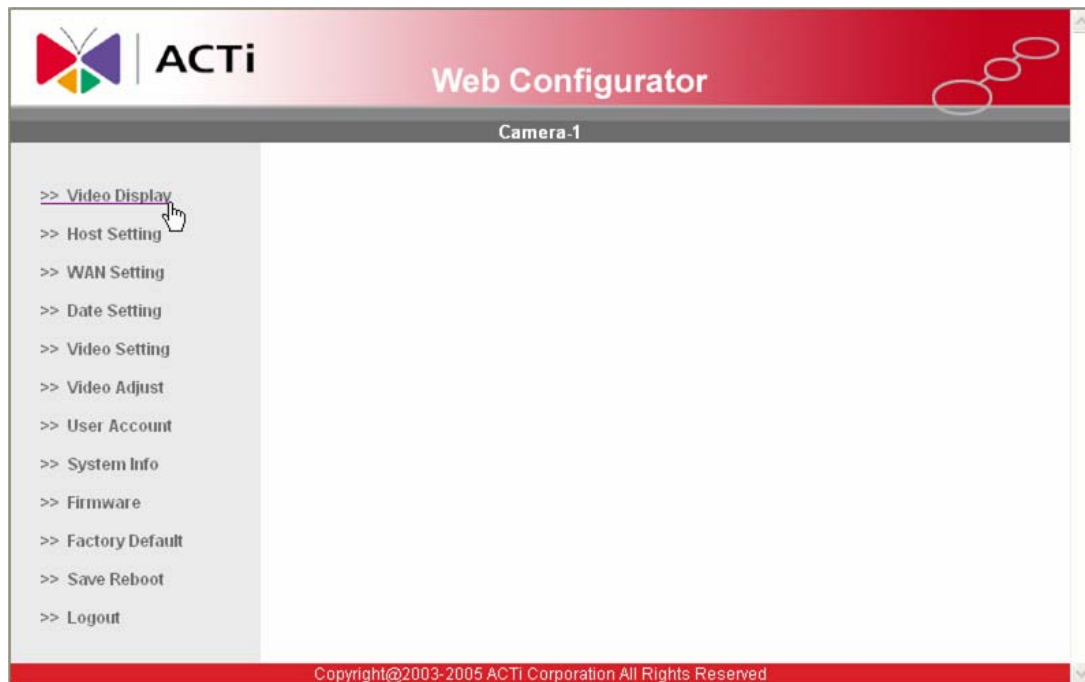 ACTi
Web Configurator
Camera-1
>> Video Display
>> Host Setting
>> WAN Setting
>> Date Setting
>> Video Setting
>> Video Adjust
>> User Account
>> System Info
>> Firmware
>> Factory Default
>> Save Reboot
>> Logout
Copyright@2003-2005 ACTi Corporation All Rights Reserved